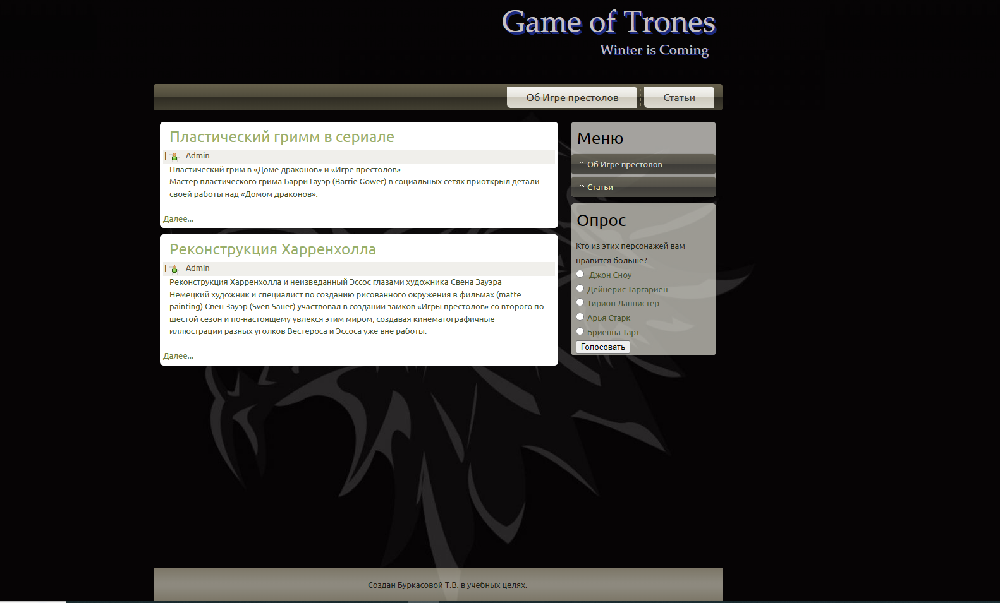 Game of Trones
Winter is Coming
Об Игре престолов
Статьи
Пластический гримм в сериале
| Admin
Пластический грим в «Доме драконов» и «Игре престолов»
Мастер пластического грима Барри Гауэр (Barrie Gower) в социальных сетях приоткрыл детали
своей работы над «Домом драконов».
Далее...
Реконструкция Харренхолла
| Admin
Реконструкция Харренхолла и неизведанный Эссос глазами художника Свена Зауэра
Немецкий художник и специалист по созданию рисованного окружения в фильмах (matte
painting) Свен Зауэр (Sven Sauer) участвовал в создании замков «Игры престолов» со второго по
шестой сезон и по-настоящему увлекся этим миром, создавая кинематографичные
иллюстрации разных уголков Вестероса и Эссоса уже вне работы.
Далее...
Меню
Об Игре престолов
Статьи
Опрос
Кто из этих персонажей вам
нравится больше?
Джон Сноу
Дейнерис Таргариен
Тирион Ланнистер
Арья Старк
Бриенна Тарт
Голосовать
Создан Буркасовой Т.В. в учебных целях.